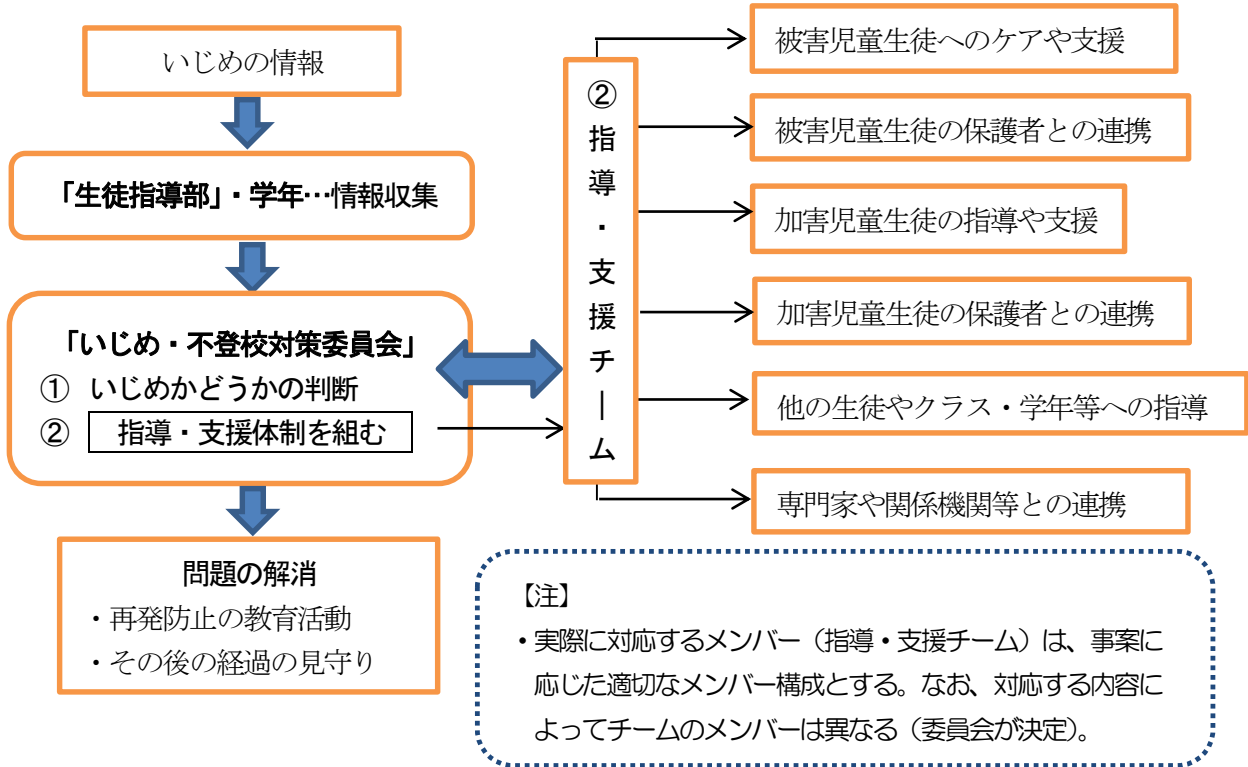 いじめの情報
「生徒指導部」・学年…情報収集
「いじめ・不登校対策委員会」
① いじめかどうかの判断
② 指導・支援体制を組む
問題の解消
・再発防止の教育活動
・その後の経過の見守り
②指導・支援チーム
被害児童生徒へのケアや支援
被害児童生徒の保護者との連携
加害児童生徒の指導や支援
加害児童生徒の保護者との連携
他の生徒やクラス・学年等への指導
専門家や関係機関等との連携
【注】
・実際に対応するメンバー（指導・支援チーム）は、事案に
応じた適切なメンバー構成とする。なお、対応する内容に
よってチームのメンバーは異なる（委員会が決定）。